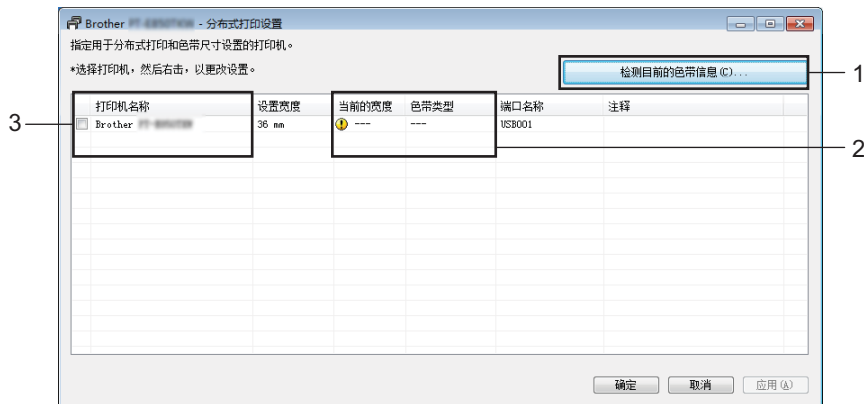 Brother - 分布式打印设置
指定用于分布式打印和色带尺寸设置的打印机。
*选择打印机，然后右击，以更改设置。
检测目前的色带信息(C)...
1
打印机名称 设置宽度 当前的宽度 色带类型 端口名称 注释
3
Brother 36 mm --- --- USB001
2
确定 取消 应用(A)